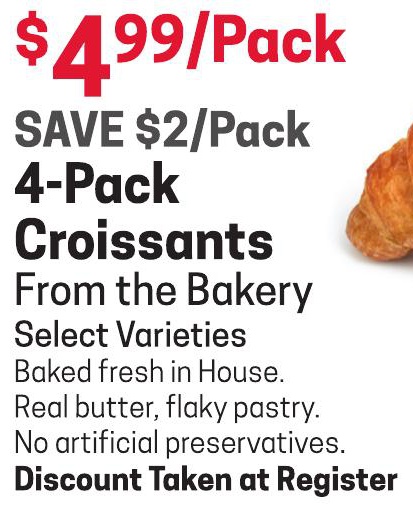 $4.99/Pack
SAVE $2/Pack
4-Pack
Croissants
From the Bakery
Select Varieties
Baked fresh in House.
Real butter, flaky pastry.
No artificial preservatives.
Discount Taken at Register